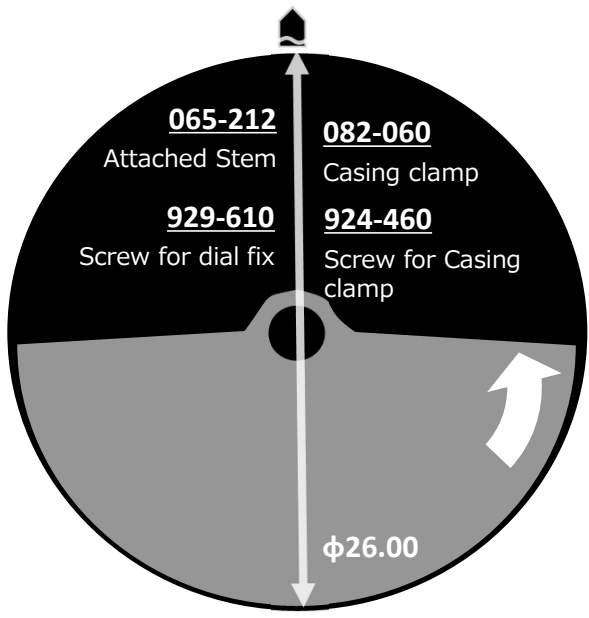 065-212
Attached Stem
929-610
Screw for dial fix
082-060
Casing clamp
924-460
Screw for Casing
clamp
ϕ26.00